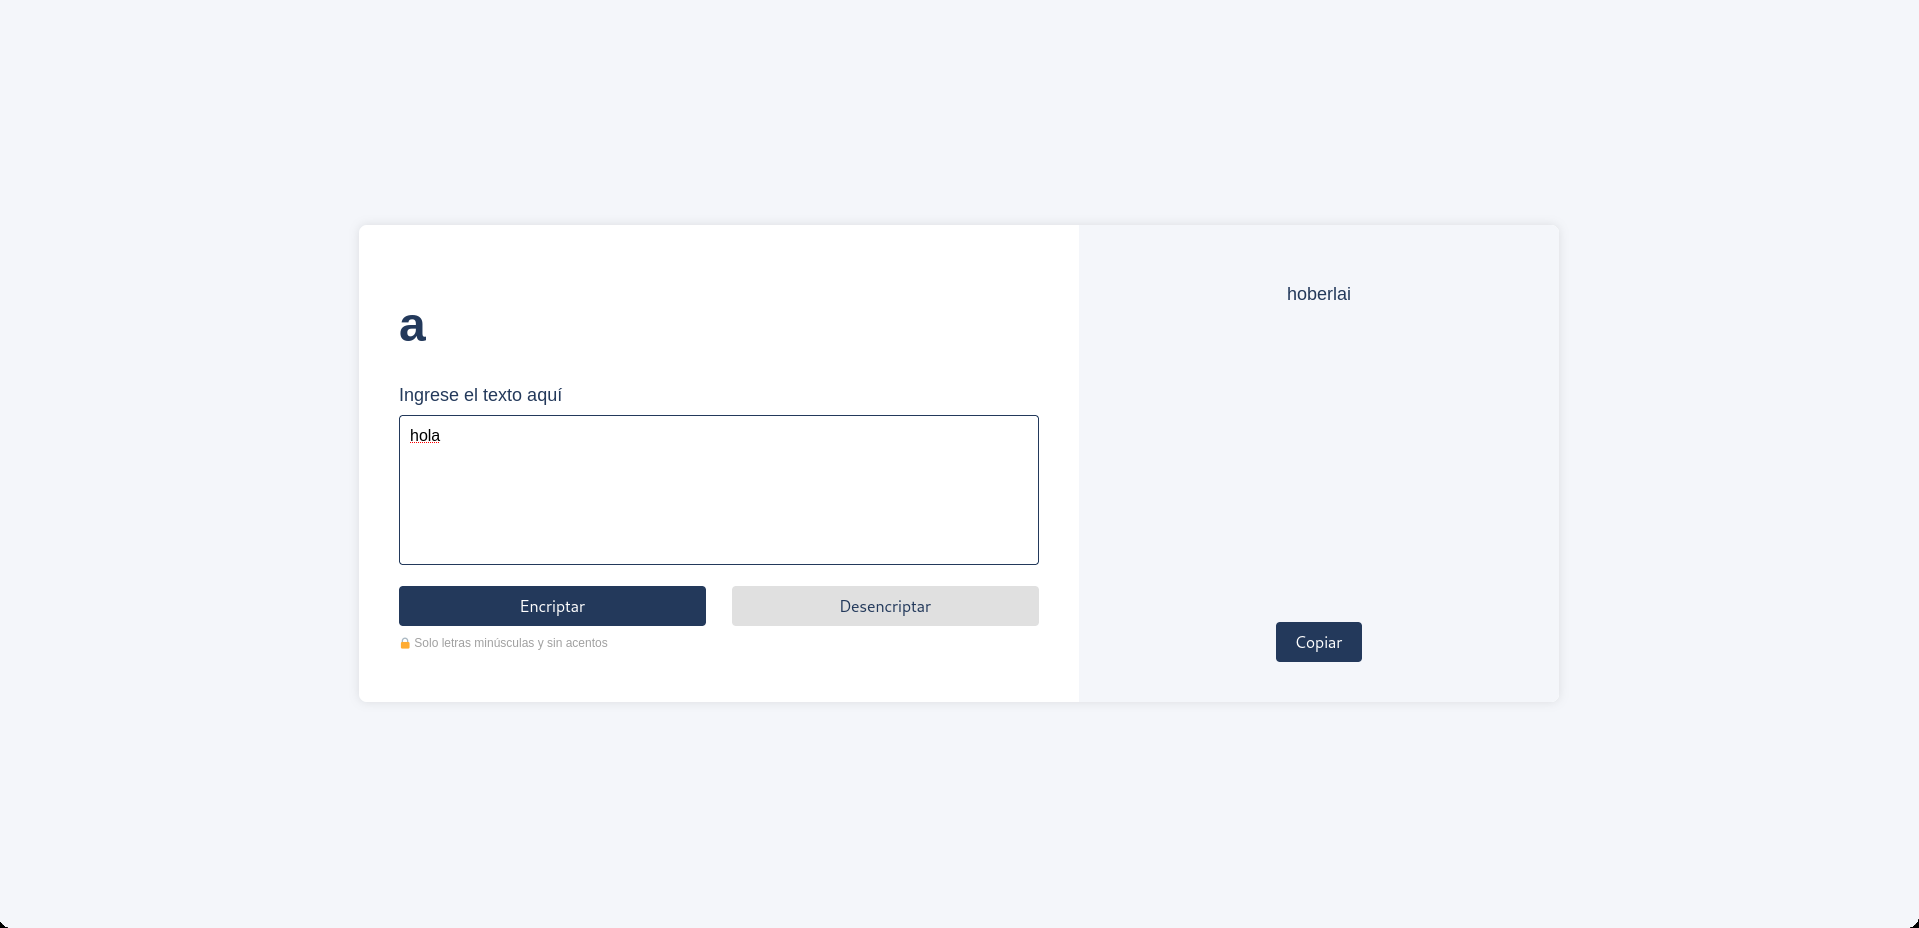 a
Ingrese el texto aquí
hola
Encriptar
Desencriptar
Solo letras minúsculas y sin acentos
hoberlai
Copiar